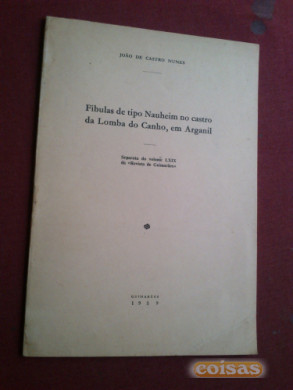 JOÃO DE CASTRO NUNES
Fíbulas de tipo Nauheim no castro
da Lomba do Canho, em Arganil
Separata do volume LXIX
da «Revista de Guimarães»
GUIMARÃES
1959
coisas